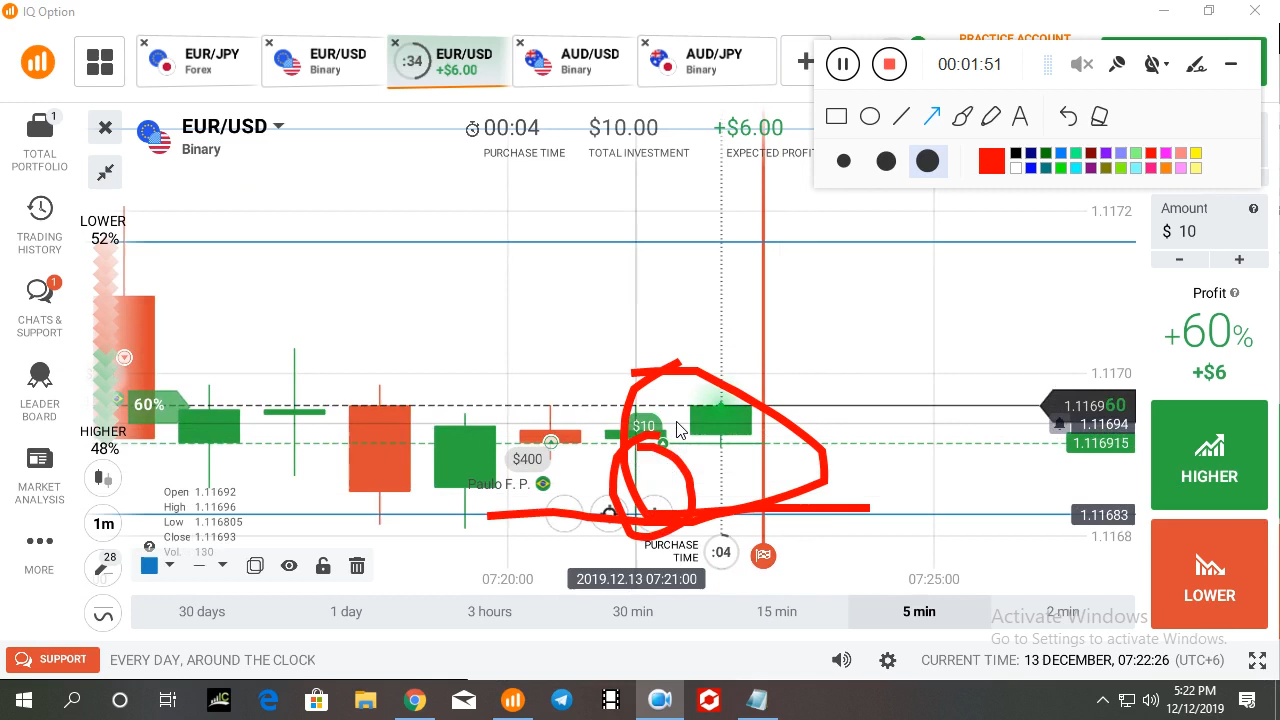 IQ Option
EUR/JPY
Forex
EUR/USD
Binary
:34
EUR/USD
+$6.00
AUD/USD
Binary
AUD/JPY
Binary
PRACTICE ACCOUNT
00:01:51
EUR/USD
Binary
00:04
PURCHASE TIME
$10.00
TOTAL INVESTMENT
+$6.00
EXPECTED PROFIT
1
TOTAL
PORTFOLIO
TRADING
HISTORY
1
CHATS &
SUPPORT
LEADER
BOARD
MARKET
ANALYSIS
MORE
LOWER
52%
60%
HIGHER
48%
1m
28
Open 1.11692
High 1.11696
Low 1.116805
Close 1.11693
Vol. 130
$400
Paulo F. P.
$10
PURCHASE
TIME
:04
1.1172
1.1170
1.116960
1.11694
1.116915
1.11683
1.1168
07:20:00
2019.12.13 07:21:00
07:25:00
30 days
1 day
3 hours
30 min
15 min
5 min
2 min
Amount
$ 10
- +
Profit
+60%
+$6
HIGHER
LOWER
Activate Windows
Go to Settings to activate Windows.
SUPPORT
EVERY DAY, AROUND THE CLOCK
CURRENT TIME: 13 DECEMBER, 07:22:26 (UTC+6)
5:22 PM
12/12/2019